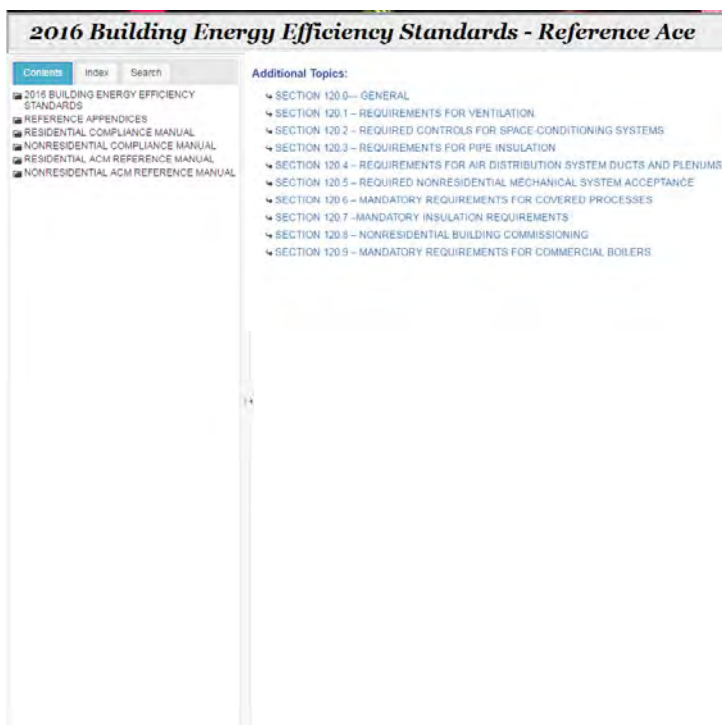 2016 Building Energy Efficiency Standards - Reference Ace
Contents Index Search
2016 BUILDING ENERGY EFFICIENCY
STANDARDS
REFERENCE APPENDICES
RESIDENTIAL COMPLIANCE MANUAL
NONRESIDENTIAL COMPLIANCE MANUAL
RESIDENTIAL ACM REFERENCE MANUAL
NONRESIDENTIAL ACM REFERENCE MANUAL
Additional Topics:
SECTION 120.0— GENERAL
SECTION 120.1 – REQUIREMENTS FOR VENTILATION
SECTION 120.2 – REQUIRED CONTROLS FOR SPACE-CONDITIONING SYSTEMS
SECTION 120.3 – REQUIREMENTS FOR PIPE INSULATION
SECTION 120.4 – REQUIREMENTS FOR AIR DISTRIBUTION SYSTEM DUCTS AND PLENUMS
SECTION 120.5 – REQUIRED NONRESIDENTIAL MECHANICAL SYSTEM ACCEPTANCE
SECTION 120.6 – MANDATORY REQUIREMENTS FOR COVERED PROCESSES
SECTION 120.7 –MANDATORY INSULATION REQUIREMENTS
SECTION 120.8 – NONRESIDENTIAL BUILDING COMMISSIONING
SECTION 120.9 – MANDATORY REQUIREMENTS FOR COMMERCIAL BOILERS